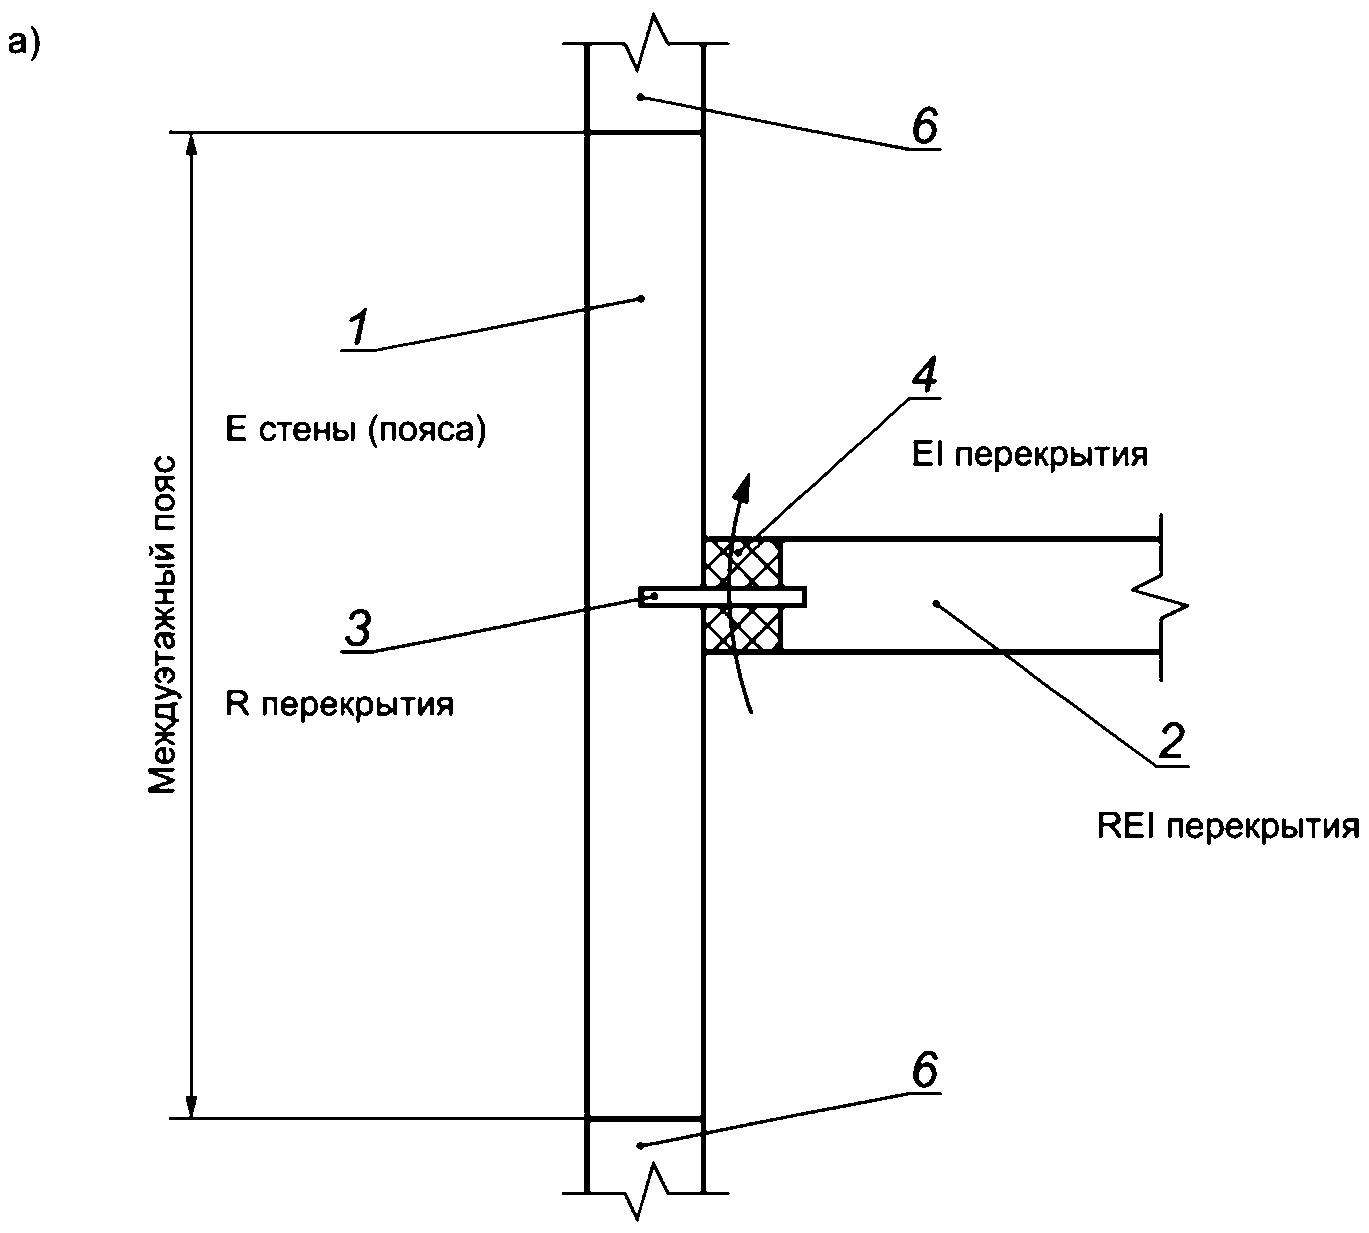 а)
6
1
Е стены (пояса)
4
EI перекрытия
Междуэтажный пояс
3
R перекрытия
2
REI перекрытия
6